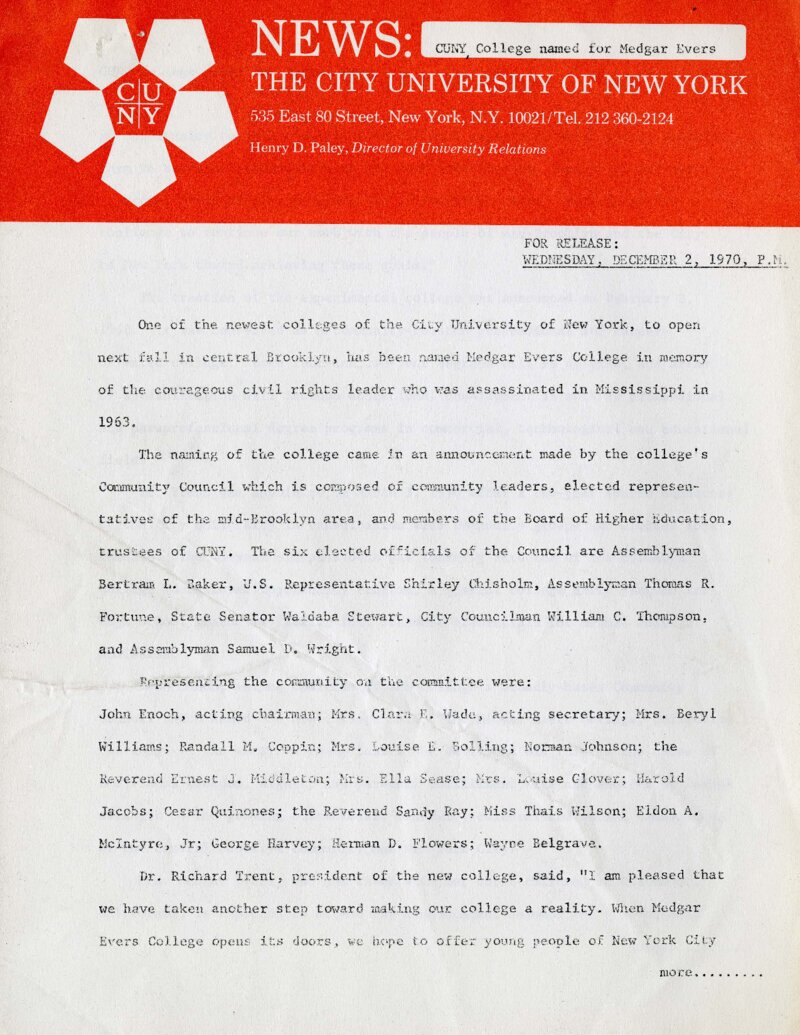 CU
NY
NEWS:
CUNY College named for Medgar Evers
THE CITY UNIVERSITY OF NEW YORK
535 East 80 Street, New York, N.Y. 10021/Tel. 212 360-2124
Henry D. Paley, Director of University Relations
FOR RELEASE:
WEDNESDAY, DECEMBER 2, 1970, P.M.
One of the newest colleges of the City University of New York, to open
next fall in central Brooklyn, has been named Medgar Evers College in memory
of the courageous civil rights leader who was assassinated in Mississippi in
1963.
The naming of the college came in an announcement made by the college's
Community Council which is composed of community leaders, elected represen-
tatives of the mid-Brooklyn area, and members of the Board of Higher Education,
trustees of CUNY. The six elected officials of the Council are Assemblyman
Bertram L. Baker, U.S. Representative Shirley Chisholm, Assemblyman Thomas R.
Fortune, State Senator Waldaba Stewart, City Councilman William C. Thompson,
and Assemblyman Samuel D. Wright.
Representing the community on the committee were:
John Enoch, acting chairman; Mrs. Clara E. Wade, acting secretary; Mrs. Beryl
Williams; Randall M. Coppin; Mrs. Louise E. Bolling; Norman Johnson; the
Reverend Ernest J. Middleton; Mrs. Ella Sease; Mrs. Louise Glover; Harold
Jacobs; Cesar Quinones; the Reverend Sandy Ray; Miss Thais Wilson; Eldon A.
McIntyre, Jr; George Harvey; Herman D. Flowers; Wayne Belgrave.
Dr. Richard Trent, president of the new college, said, "I am pleased that
we have taken another step toward making our college a reality. When Medgar
Evers College opens its doors, we hope to offer young people of New York City
more.........